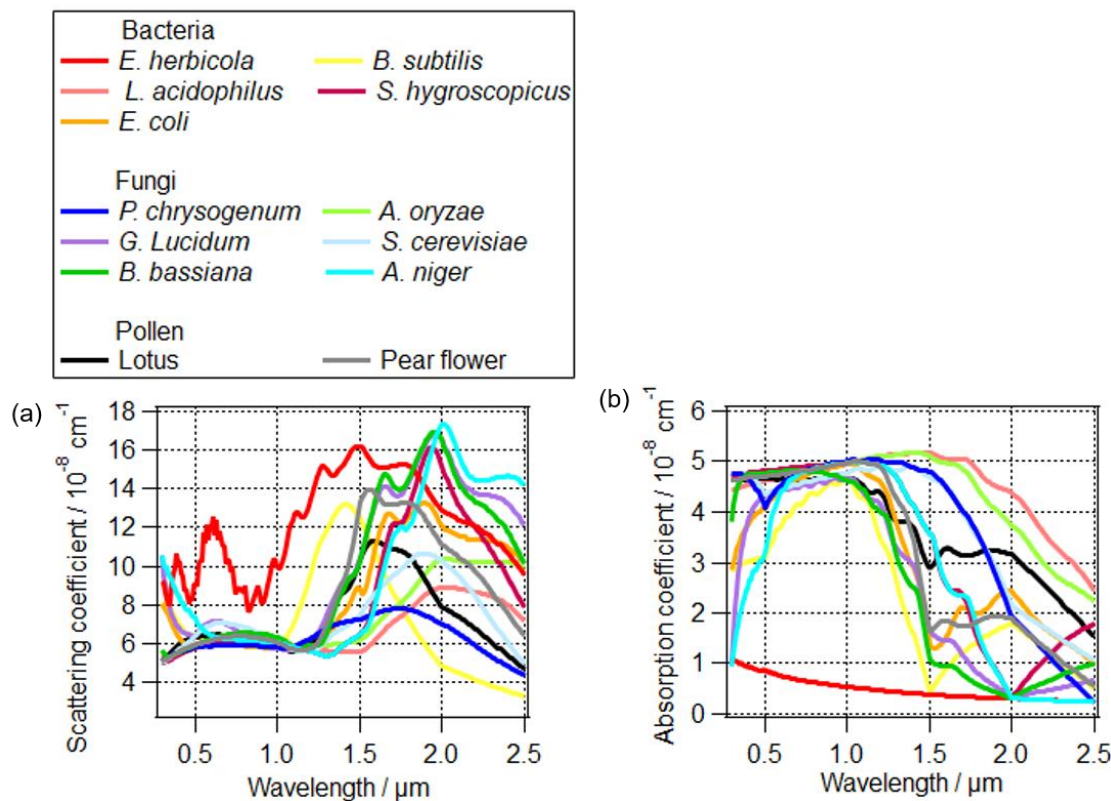 Bacteria
E. herbicola B. subtilis
L. acidophilus S. hygroscopicus
E. coli
Fungi
P. chrysogenum A. oryzae
G. Lucidum S. cerevisiae
B. bassiana A. niger
Pollen
Lotus Pear flower
(a)
Scattering coefficient / 10⁻⁸ cm⁻¹
18
16
14
12
10
8
6
4
0.5 1.0 1.5 2.0 2.5
Wavelength / µm
(b)
Absorption coefficient / 10⁻⁸ cm⁻¹
6
5
4
3
2
1
0
0.5 1.0 1.5 2.0 2.5
Wavelength / µm